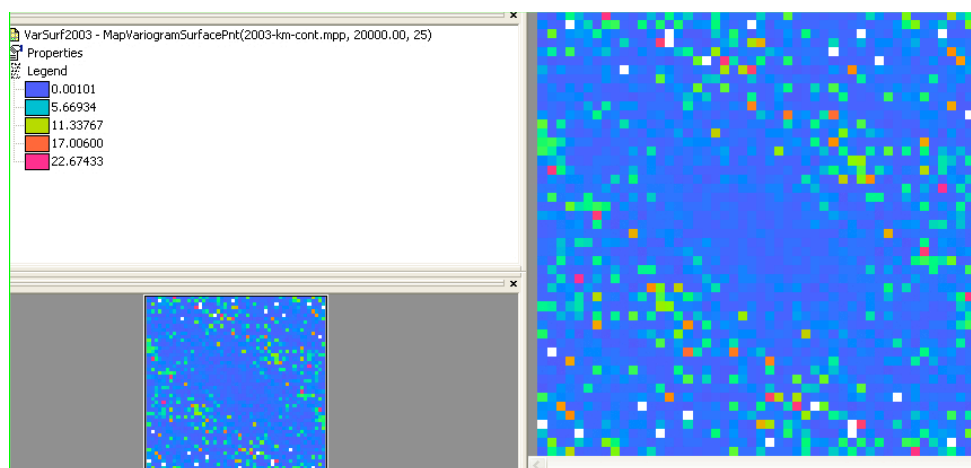 VarSurf2003 - MapVariogramSurfacePnt(2003-km-cont.mpp, 20000.00, 25)
Properties
Legend
0.00101
5.66934
11.33767
17.00600
22.67433